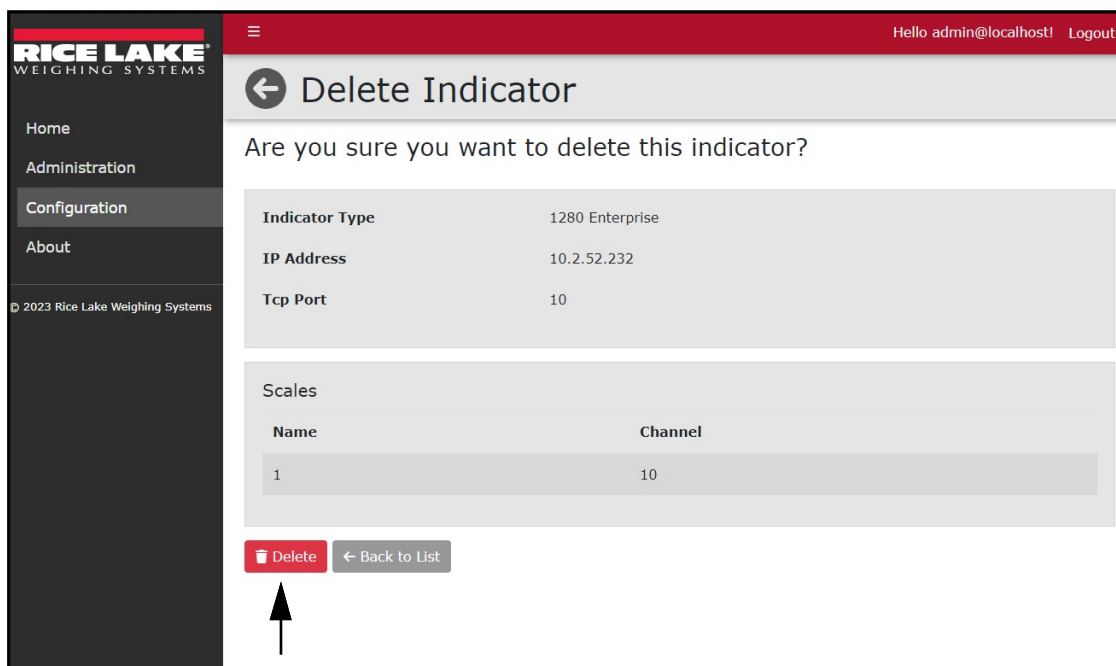 RICE LAKE®
WEIGHING SYSTEMS
Home
Administration
Configuration
About
© 2023 Rice Lake Weighing Systems
Hello admin@localhost! Logout
Delete Indicator
Are you sure you want to delete this indicator?
Indicator Type 1280 Enterprise
IP Address 10.2.52.232
Tcp Port 10
Scales
Name Channel
1 10
Delete ← Back to List